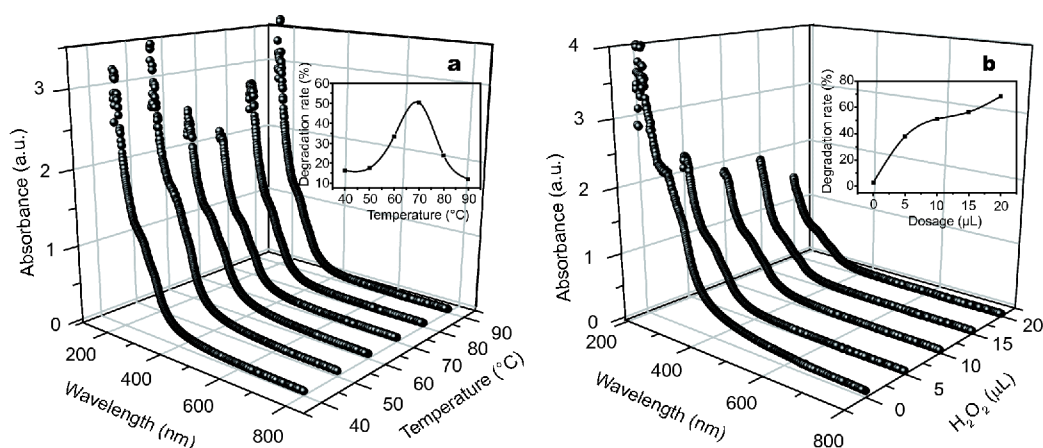 a
Absorbance (a.u.)
3
2
1
0
200
400
600
800
Wavelength (nm)
40
50
60
70
80
90
Temperature (°C)
Degradation rate (%)
60
50
40
30
20
10
40 50 60 70 80 90
Temperature (°C)
b
Absorbance (a.u.)
4
3
2
1
0
200
400
600
800
Wavelength (nm)
0
5
10
15
20
H2O2 (μL)
Degradation rate (%)
80
60
40
20
0
0 5 10 15 20
Dosage (μL)